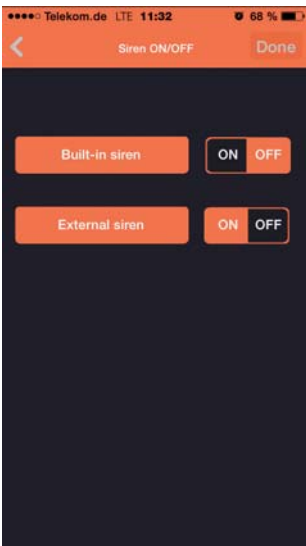 Telekom.de LTE 11:32 68 %
Siren ON/OFF Done
Built-in siren ON OFF
External siren ON OFF